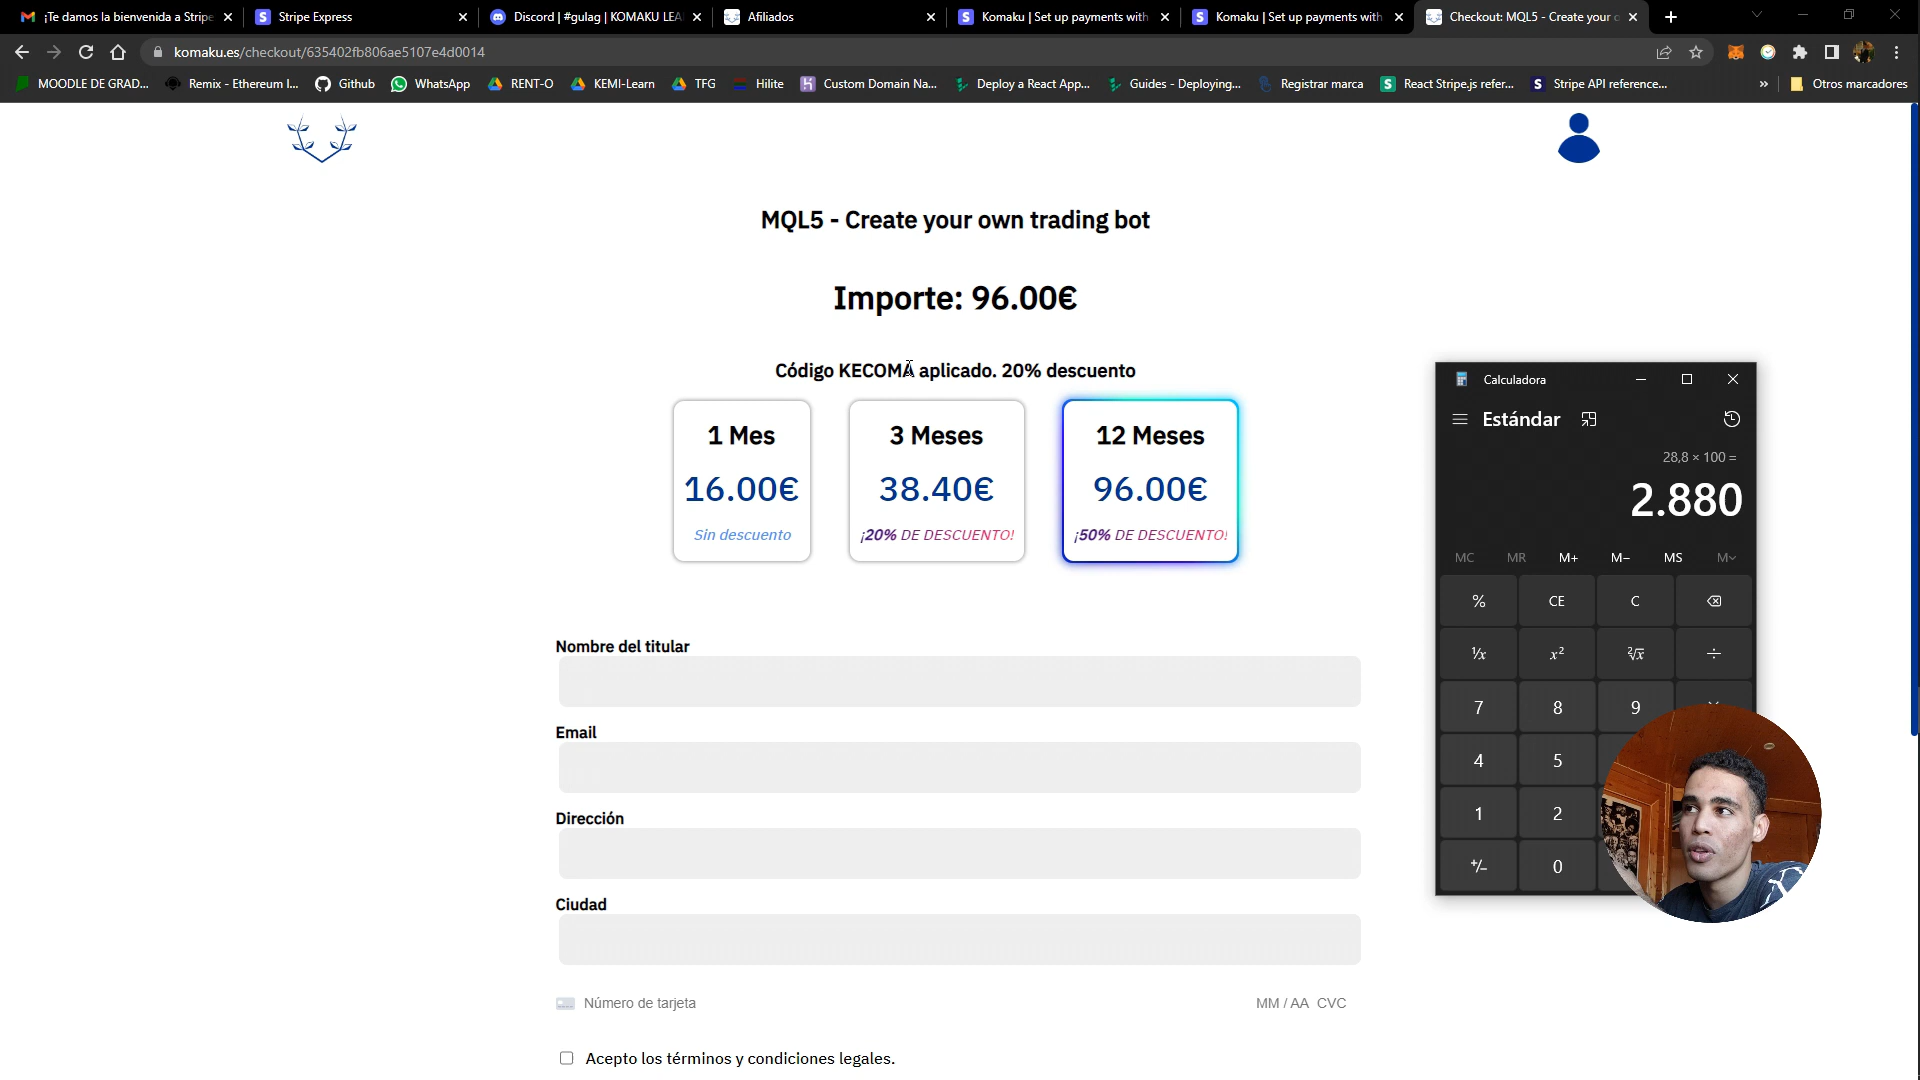 ¡Te damos la bienvenida a Stripe
Stripe Express
Discord | #gulag | KOMAKU LEA
Afiliados
Komaku | Set up payments with
Komaku | Set up payments with
Checkout: MQL5 - Create your o
komaku.es/checkout/635402fb806ae5107e4d0014
MOODLE DE GRAD...
Remix - Ethereum I...
Github
WhatsApp
RENT-O
KEMI-Learn
TFG
Hilite
Custom Domain Na...
Deploy a React App...
Guides - Deploying...
Registrar marca
React Stripe.js refer...
Stripe API reference...
»
Otros marcadores
MQL5 - Create your own trading bot
Importe: 96.00€
Código KECOMA aplicado. 20% descuento
1 Mes
16.00€
Sin descuento
3 Meses
38.40€
¡20% DE DESCUENTO!
12 Meses
96.00€
¡50% DE DESCUENTO!
Nombre del titular
Email
Dirección
Ciudad
Número de tarjeta
MM / AA CVC
Acepto los términos y condiciones legales.
Calculadora
Estándar
28,8 × 100 =
2.880
MC MR M+ M− MS M
% CE C
¹/x x² ²√x ÷
7 8 9
4 5
1 2
+/− 0